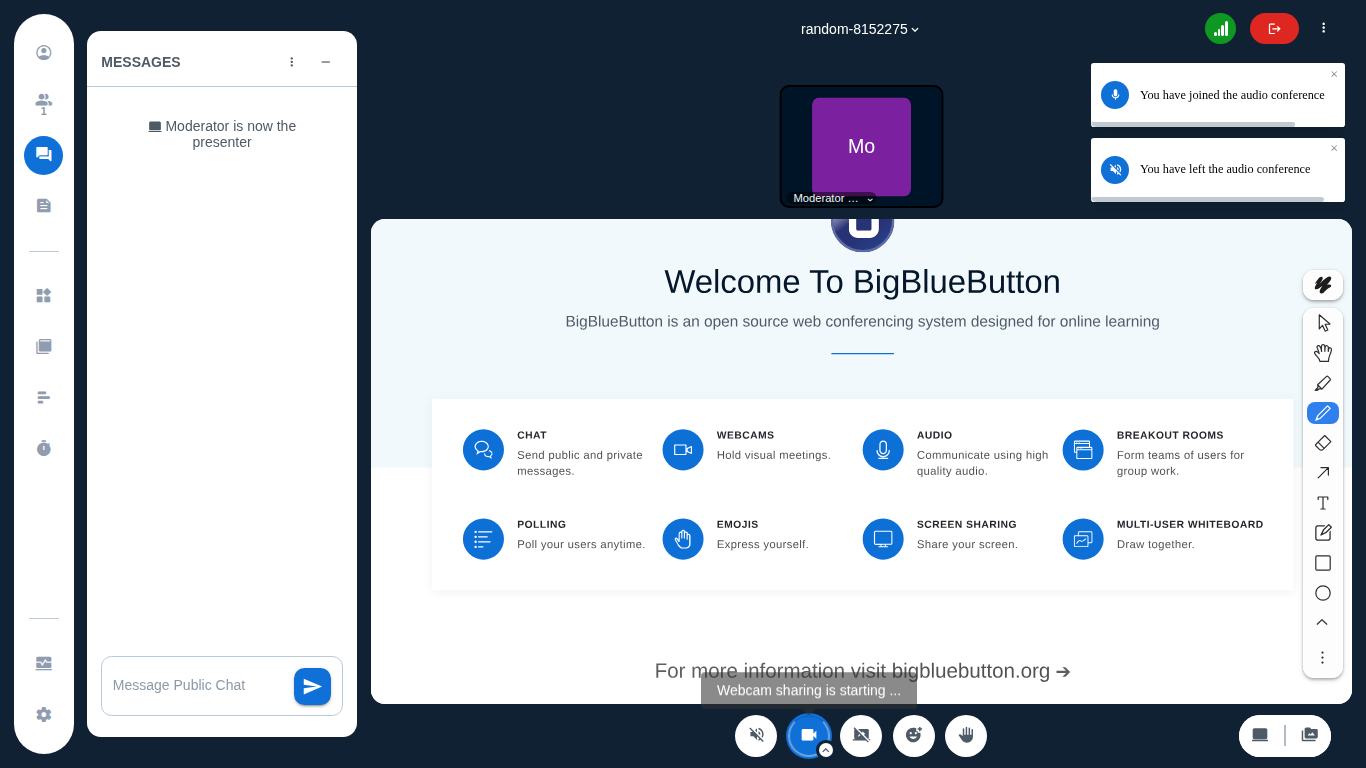 random-8152275
MESSAGES
1
Moderator is now the
presenter
Message Public Chat
Mo
Moderator ...
You have joined the audio conference
You have left the audio conference
Welcome To BigBlueButton
BigBlueButton is an open source web conferencing system designed for online learning
CHAT
Send public and private
messages.
WEBCAMS
Hold visual meetings.
AUDIO
Communicate using high
quality audio.
BREAKOUT ROOMS
Form teams of users for
group work.
POLLING
Poll your users anytime.
EMOJIS
Express yourself.
SCREEN SHARING
Share your screen.
MULTI-USER WHITEBOARD
Draw together.
For more information visit bigbluebutton.org ➔
Webcam sharing is starting ...